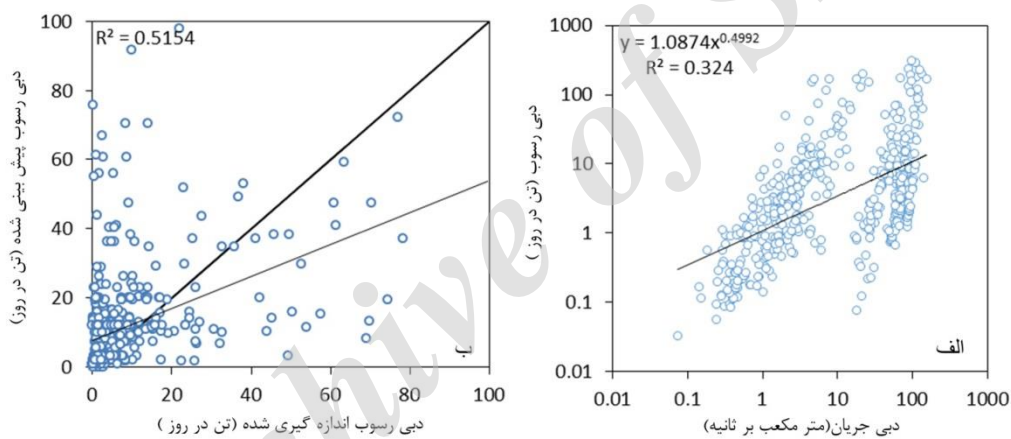 R² = 0.5154
100
80
60
40
20
0
0 20 40 60 80 100
دبی رسوب پیش بینی شده (تن در روز)
دبی رسوب اندازه گیری شده (تن در روز )
ب
y = 1.0874x^0.4992
R² = 0.324
1000
100
10
1
0.1
0.01
0.01 0.1 1 10 100 1000
دبی رسوب (تن در روز )
دبی جریان(متر مکعب بر ثانیه)
الف
hive of S